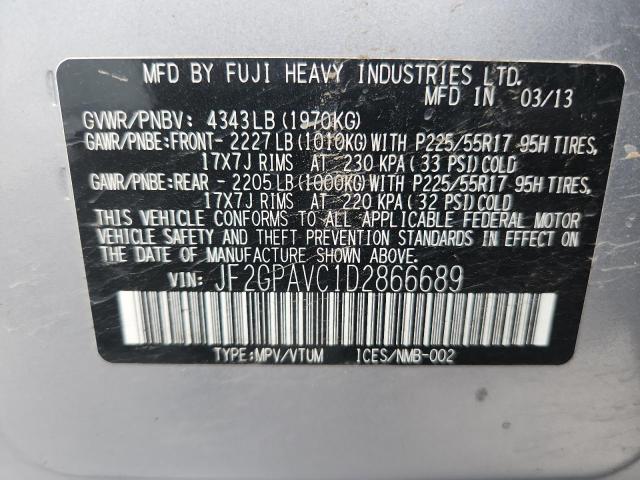 MFD BY FUJI HEAVY INDUSTRIES LTD.
MFD IN 03/13
GVWR/PNBV: 4343LB(1970KG)
GAWR/PNBE:FRONT- 2227LB(1010KG)WITH P225/55R17 95H TIRES,
17X7J RIMS AT 230 KPA (33 PSI)COLD
GAWR/PNBE:REAR - 2205LB(1000KG)WITH P225/55R17 95H TIRES,
17X7J RIMS AT 220 KPA (32 PSI)COLD
THIS VEHICLE CONFORMS TO ALL APPLICABLE FEDERAL MOTOR
VEHICLE SAFETY AND THEFT PREVENTION STANDARDS IN EFFECT
ON THE DATE OF MANUFACTURE SHOWN ABOVE.
VIN: JF2GPAVC1D2866689
TYPE:MPV/VTUM ICES/NMB-002